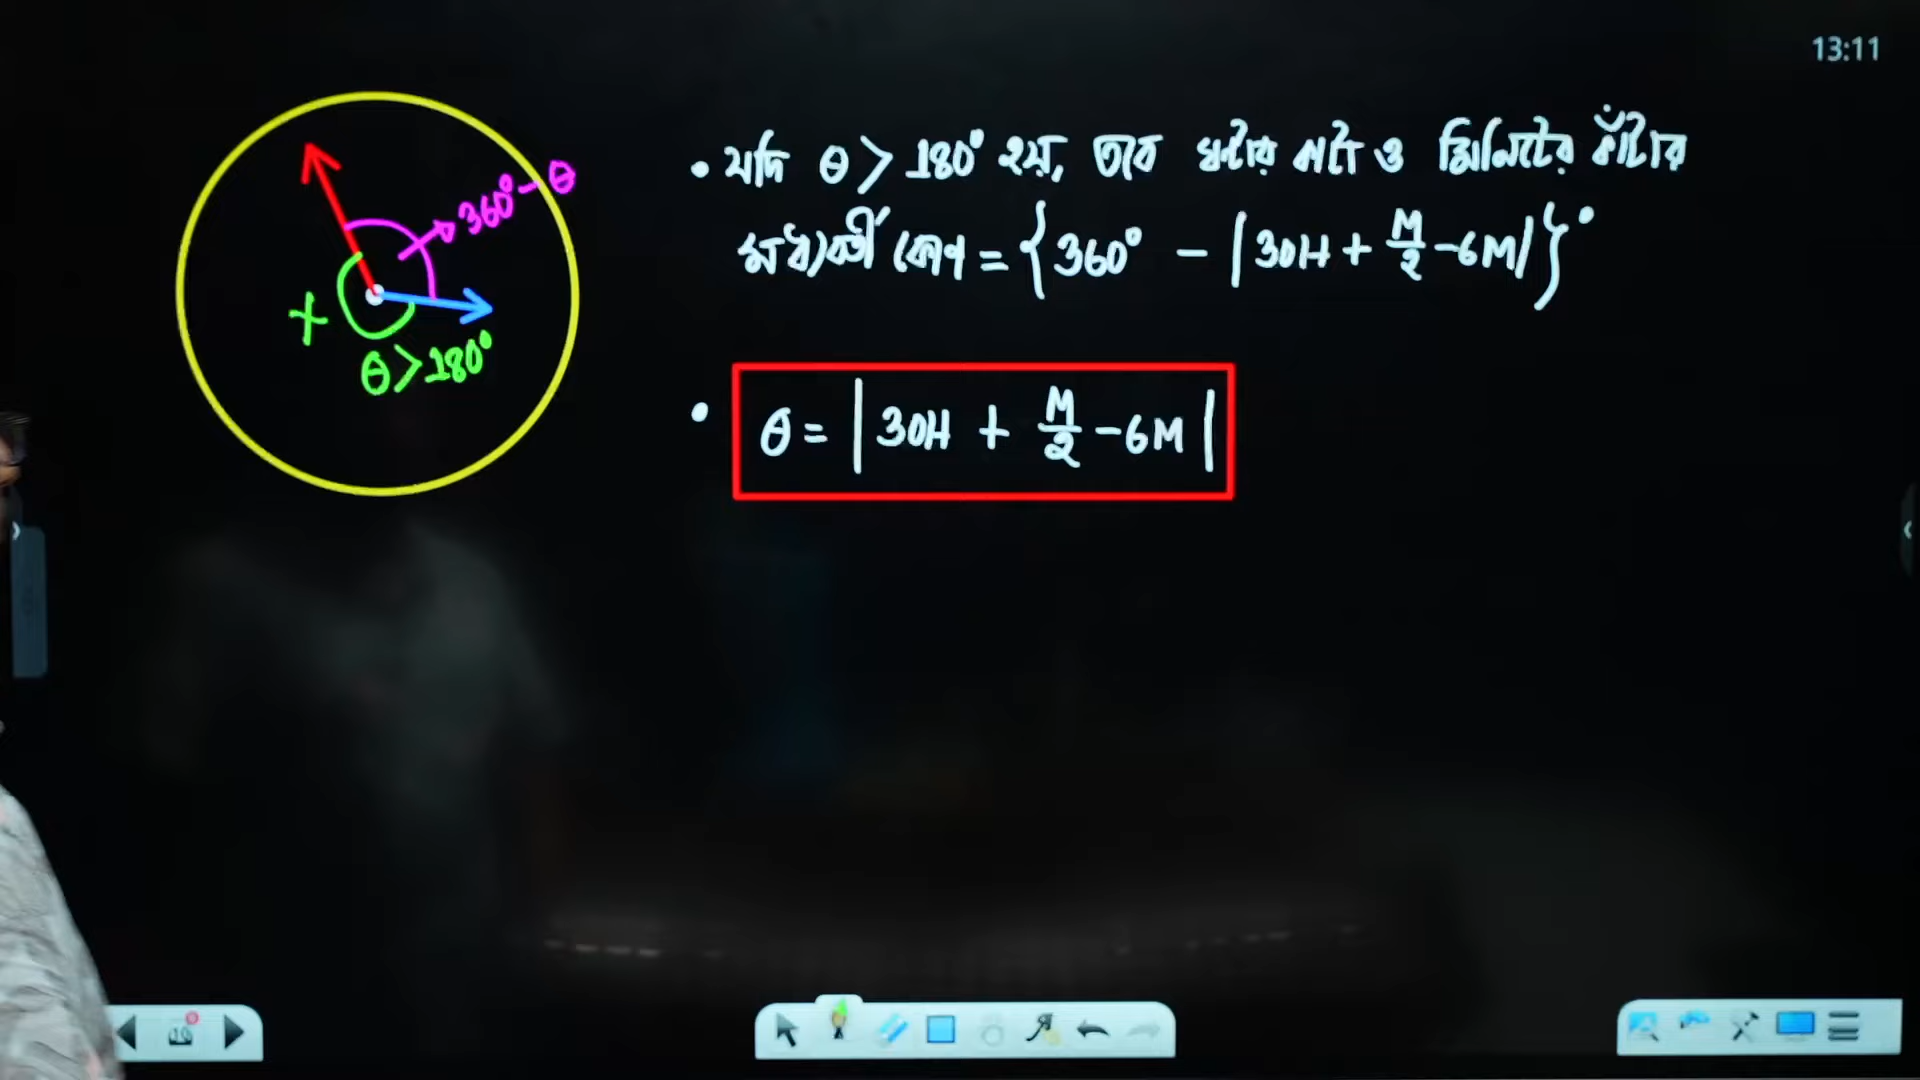 13:11
• যদি θ > 180° হয়, তবে ঘন্টার কাটা ও মিনিটের কাঁটার
মধ্যবর্তী কোণ = {360° - |30H + M/2 - 6M|}°
360° - θ
θ > 180°
• θ = |30H + M/2 - 6M|